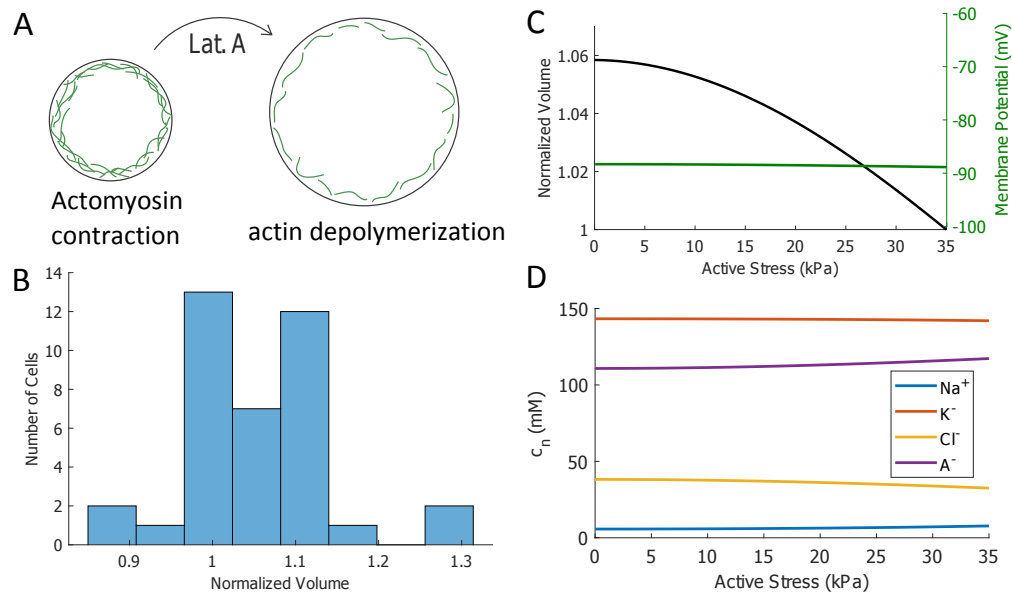 A
Lat. A
Actomyosin
contraction
actin depolymerization
B
14
12
10
8
6
4
2
0
Number of Cells
0.9
1
1.1
1.2
1.3
Normalized Volume
C
1.06
1.04
1.02
1
Normalized Volume
-60
-70
-80
-90
-100
Membrane Potential (mV)
0
5
10
15
20
25
30
35
Active Stress (kPa)
D
150
100
50
0
cₙ (mM)
Na⁺
K⁻
Cl⁻
A⁻
0
5
10
15
20
25
30
35
Active Stress (kPa)